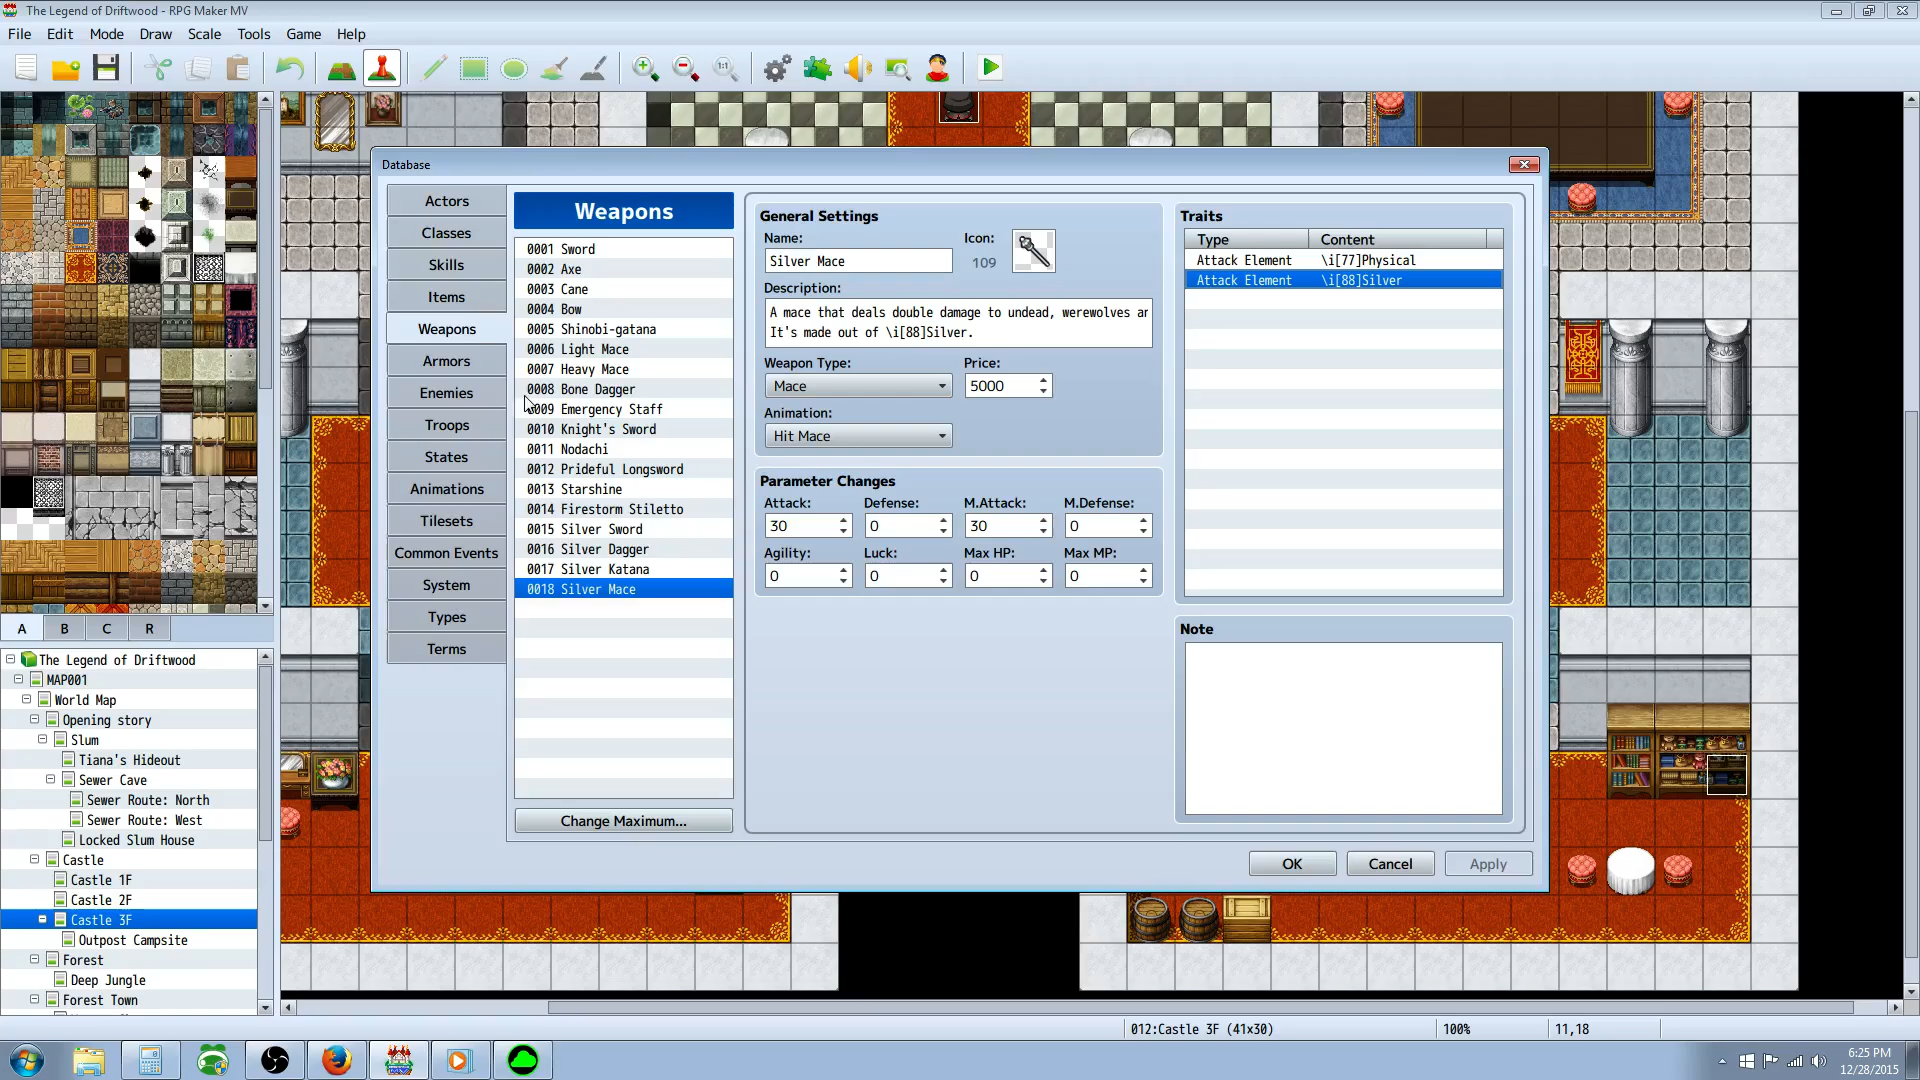 The Legend of Driftwood - RPG Maker MV
File Edit Mode Draw Scale Tools Game Help
1:1
Database
Actors
Classes
Skills
Items
Weapons
Armors
Enemies
Troops
States
Animations
Tilesets
Common Events
System
Types
Terms
Weapons
0001 Sword
0002 Axe
0003 Cane
0004 Bow
0005 Shinobi-gatana
0006 Light Mace
0007 Heavy Mace
0008 Bone Dagger
0009 Emergency Staff
0010 Knight's Sword
0011 Nodachi
0012 Prideful Longsword
0013 Starshine
0014 Firestorm Stiletto
0015 Silver Sword
0016 Silver Dagger
0017 Silver Katana
0018 Silver Mace
Change Maximum...
General Settings
Name: Icon:
Silver Mace 109
Description:
A mace that deals double damage to undead, werewolves ar
It's made out of \i[88]Silver.
Weapon Type: Price:
Mace 5000
Animation:
Hit Mace
Parameter Changes
Attack: Defense: M.Attack: M.Defense:
30 0 30 0
Agility: Luck: Max HP: Max MP:
0 0 0 0
Traits
Type Content
Attack Element \i[77]Physical
Attack Element \i[88]Silver
Note
OK Cancel Apply
A B C R
The Legend of Driftwood
MAP001
World Map
Opening story
Slum
Tiana's Hideout
Sewer Cave
Sewer Route: North
Sewer Route: West
Locked Slum House
Castle
Castle 1F
Castle 2F
Castle 3F
Outpost Campsite
Forest
Deep Jungle
Forest Town
012:Castle 3F (41x30) 100% 11,18
6:25 PM
12/28/2015